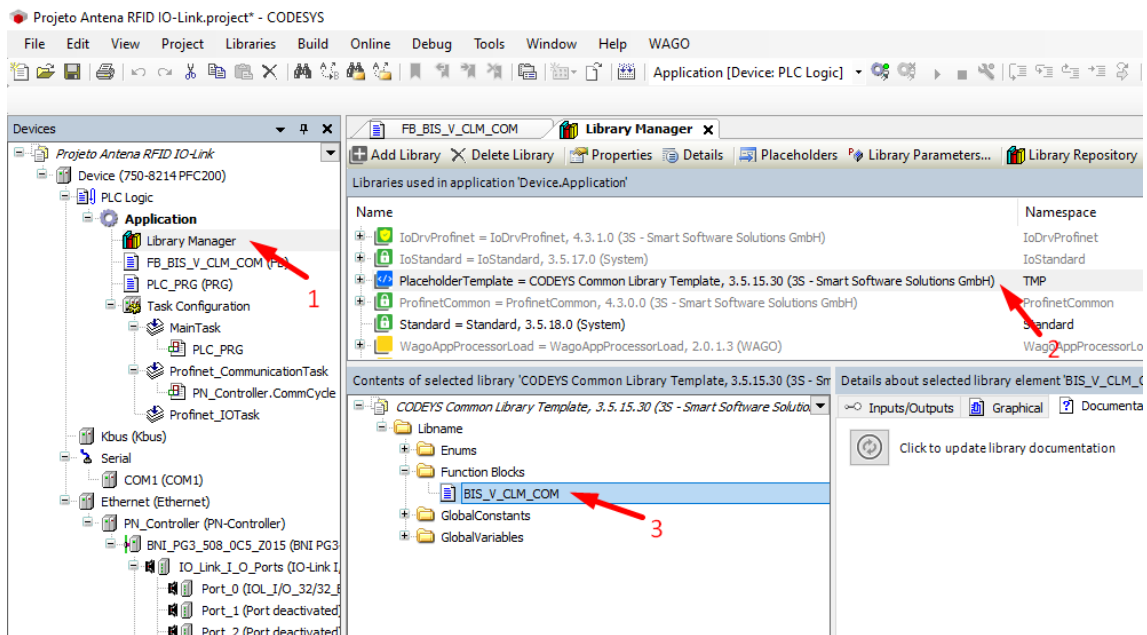 Projeto Antena RFID IO-Link.project* - CODESYS
File Edit View Project Libraries Build Online Debug Tools Window Help WAGO
Application [Device: PLC Logic]
Devices
Projeto Antena RFID IO-Link
Device (750-8214 PFC200)
PLC Logic
Application
Library Manager
FB_BIS_V_CLM_COM (FB)
PLC_PRG (PRG)
Task Configuration
MainTask
PLC_PRG
Profinet_CommunicationTask
PN_Controller.CommCycle
Profinet_IOTask
Kbus (Kbus)
Serial
COM1 (COM1)
Ethernet (Ethernet)
PN_Controller (PN-Controller)
BNI_PG3_508_0C5_Z015 (BNI PG3
IO_Link_I_O_Ports (IO-Link I
Port_0 (IOL_I/O_32/32_
Port_1 (Port deactivated)
Port_2 (Port deactivated)
1
FB_BIS_V_CLM_COM Library Manager
Add Library Delete Library Properties Details Placeholders Library Parameters... Library Repository
Libraries used in application 'Device.Application'
Name Namespace
IoDrvProfinet = IoDrvProfinet, 4.3.1.0 (3S - Smart Software Solutions GmbH) IoDrvProfinet
IoStandard = IoStandard, 3.5.17.0 (System) IoStandard
PlaceholderTemplate = CODESYS Common Library Template, 3.5.15.30 (3S - Smart Software Solutions GmbH) TMP
ProfinetCommon = ProfinetCommon, 4.3.0.0 (3S - Smart Software Solutions GmbH) ProfinetCommon
Standard = Standard, 3.5.18.0 (System) Standard
WagoAppProcessorLoad = WagoAppProcessorLoad, 2.0.1.3 (WAGO) WagoAppProcessorLo
2
Contents of selected library 'CODESYS Common Library Template, 3.5.15.30 (3S - Sm
CODESYS Common Library Template, 3.5.15.30 (3S - Smart Software Solutio
Libname
Enums
Function Blocks
BIS_V_CLM_COM
GlobalConstants
GlobalVariables
3
Details about selected library element 'BIS_V_CLM_C
Inputs/Outputs Graphical Documenta
Click to update library documentation